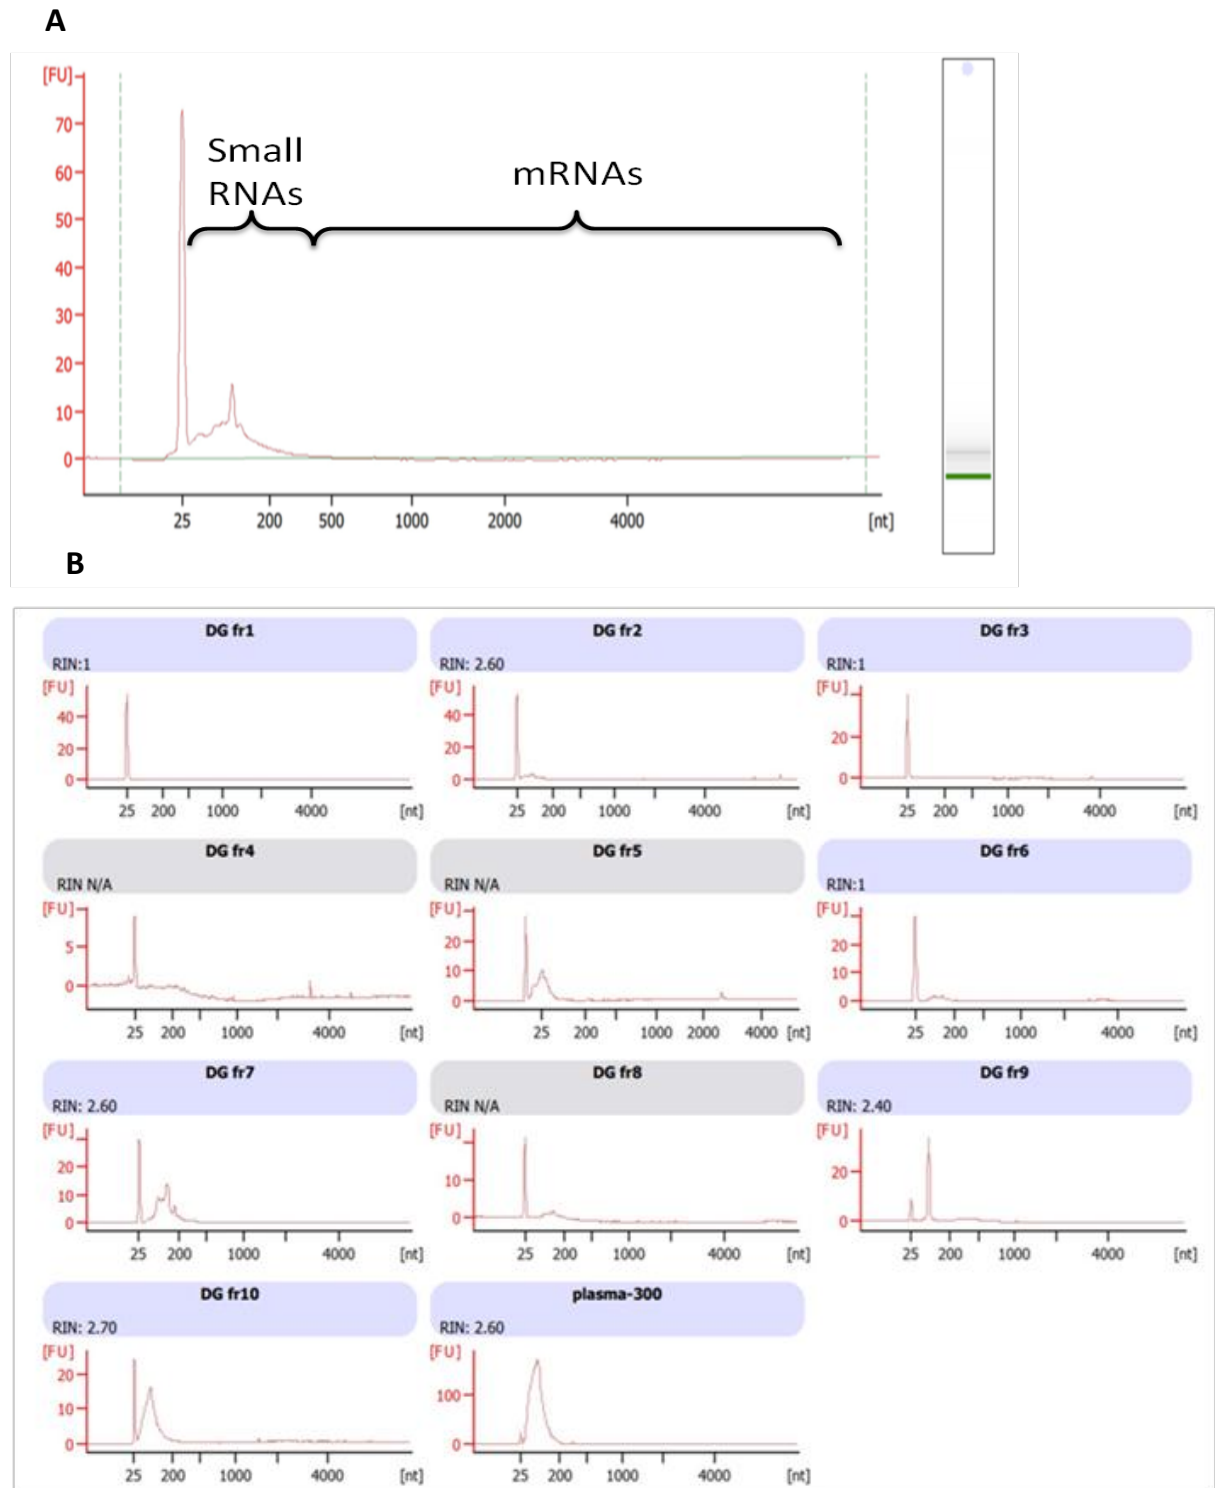 A
[FU]
Small
RNAs
mRNAs
70
60
50
40
30
20
10
0
25 200 500 1000 2000 4000 [nt]
B
DG fr1
RIN:1
[FU]
40
20
0
25 200 1000 4000 [nt]
DG fr2
RIN: 2.60
[FU]
40
20
0
25 200 1000 4000 [nt]
DG fr3
RIN:1
[FU]
20
0
25 200 1000 4000 [nt]
DG fr4
RIN N/A
[FU]
5
0
25 200 1000 4000 [nt]
DG fr5
RIN N/A
[FU]
20
10
0
25 200 1000 2000 4000 [nt]
DG fr6
RIN:1
[FU]
20
10
0
25 200 1000 4000 [nt]
DG fr7
RIN: 2.60
[FU]
20
10
0
25 200 1000 4000 [nt]
DG fr8
RIN N/A
[FU]
10
0
25 200 1000 4000 [nt]
DG fr9
RIN: 2.40
[FU]
20
0
25 200 1000 4000 [nt]
DG fr10
RIN: 2.70
[FU]
20
10
0
25 200 1000 4000 [nt]
plasma-300
RIN: 2.60
[FU]
100
0
25 200 1000 4000 [nt]